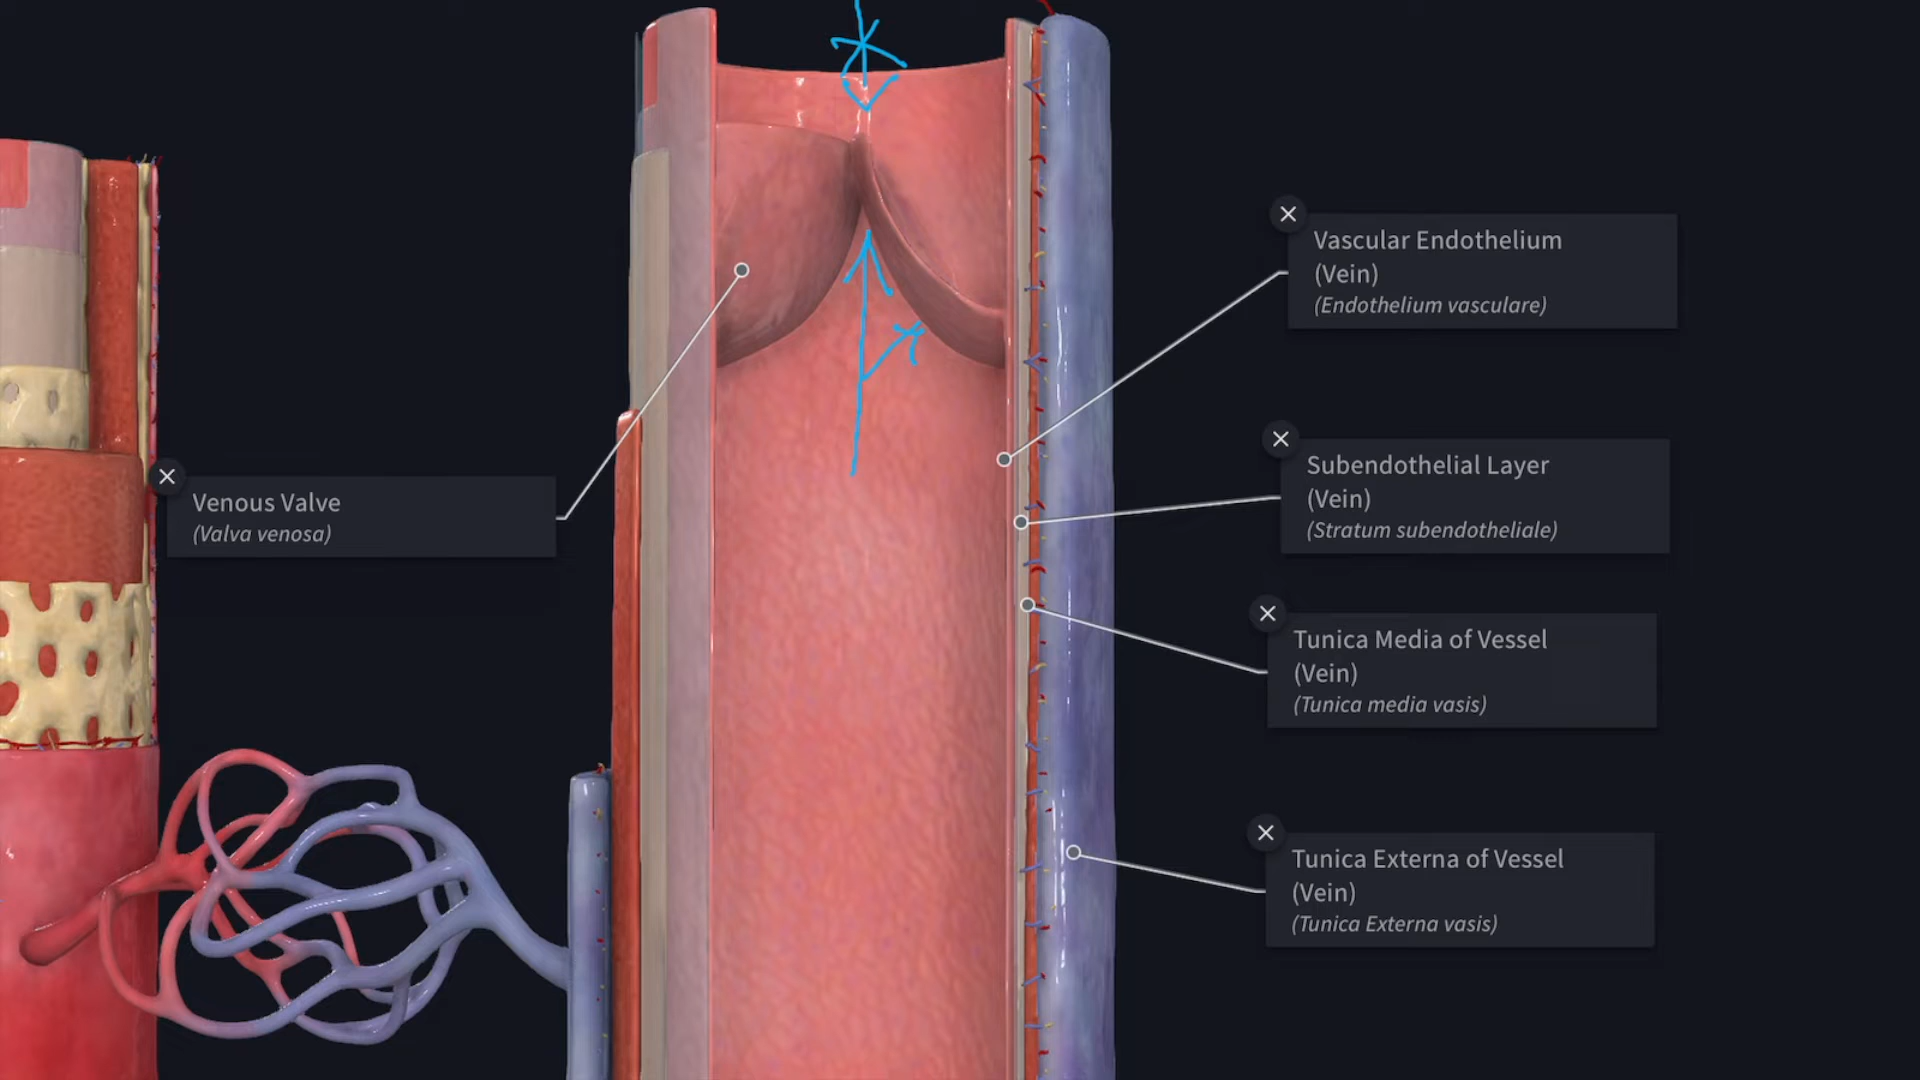 Vascular Endothelium
(Vein)
(Endothelium vasculare)
Subendothelial Layer
(Vein)
(Stratum subendotheliale)
Venous Valve
(Valva venosa)
Tunica Media of Vessel
(Vein)
(Tunica media vasis)
Tunica Externa of Vessel
(Vein)
(Tunica Externa vasis)